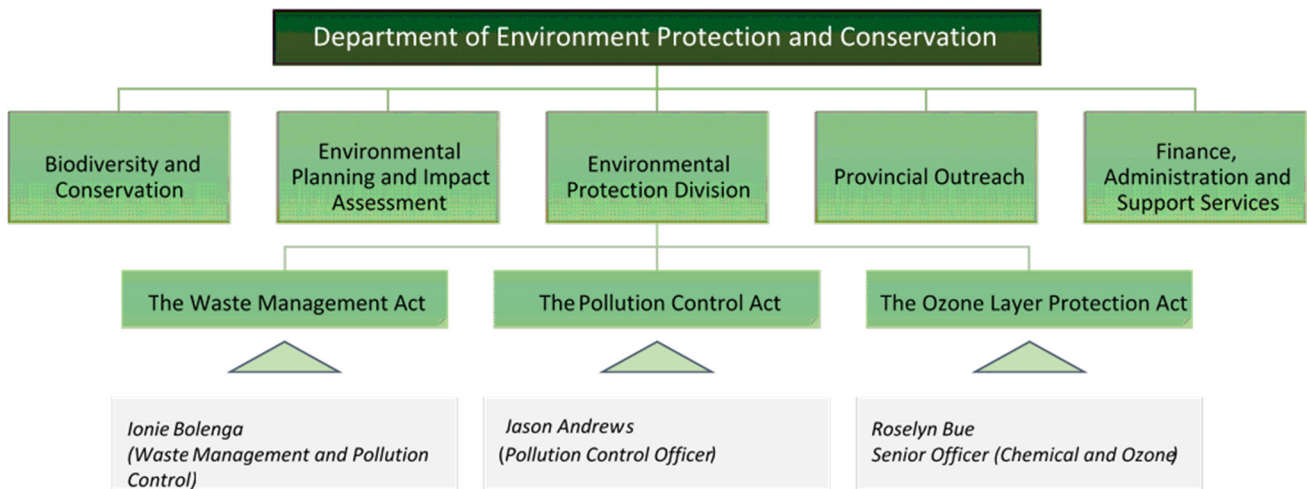 Department of Environment Protection and Conservation
Biodiversity and
Conservation
Environmental
Planning and Impact
Assessment
Environmental
Protection Division
Provincial Outreach
Finance,
Administration and
Support Services
The Waste Management Act
The Pollution Control Act
The Ozone Layer Protection Act
Ionie Bolenga
(Waste Management and Pollution
Control)
Jason Andrews
(Pollution Control Officer)
Roselyn Bue
Senior Officer (Chemical and Ozone)